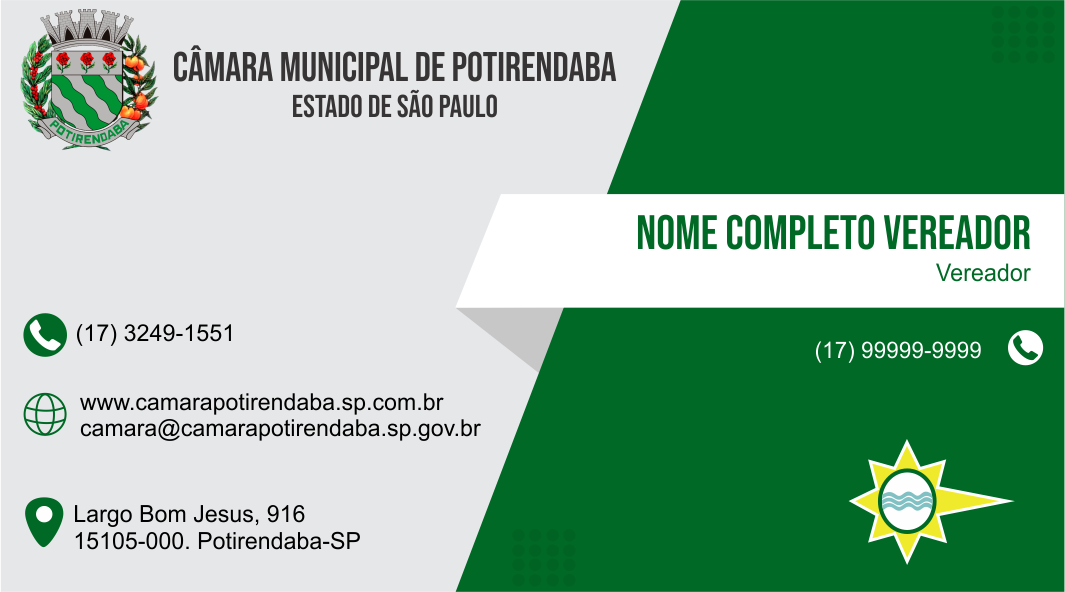 CÂMARA MUNICIPAL DE POTIRENDABA
ESTADO DE SÃO PAULO
POTIRENDABA
NOME COMPLETO VEREADOR
Vereador
(17) 3249-1551
(17) 99999-9999
www.camarapotirendaba.sp.com.br
camara@camarapotirendaba.sp.gov.br
Largo Bom Jesus, 916
15105-000. Potirendaba-SP